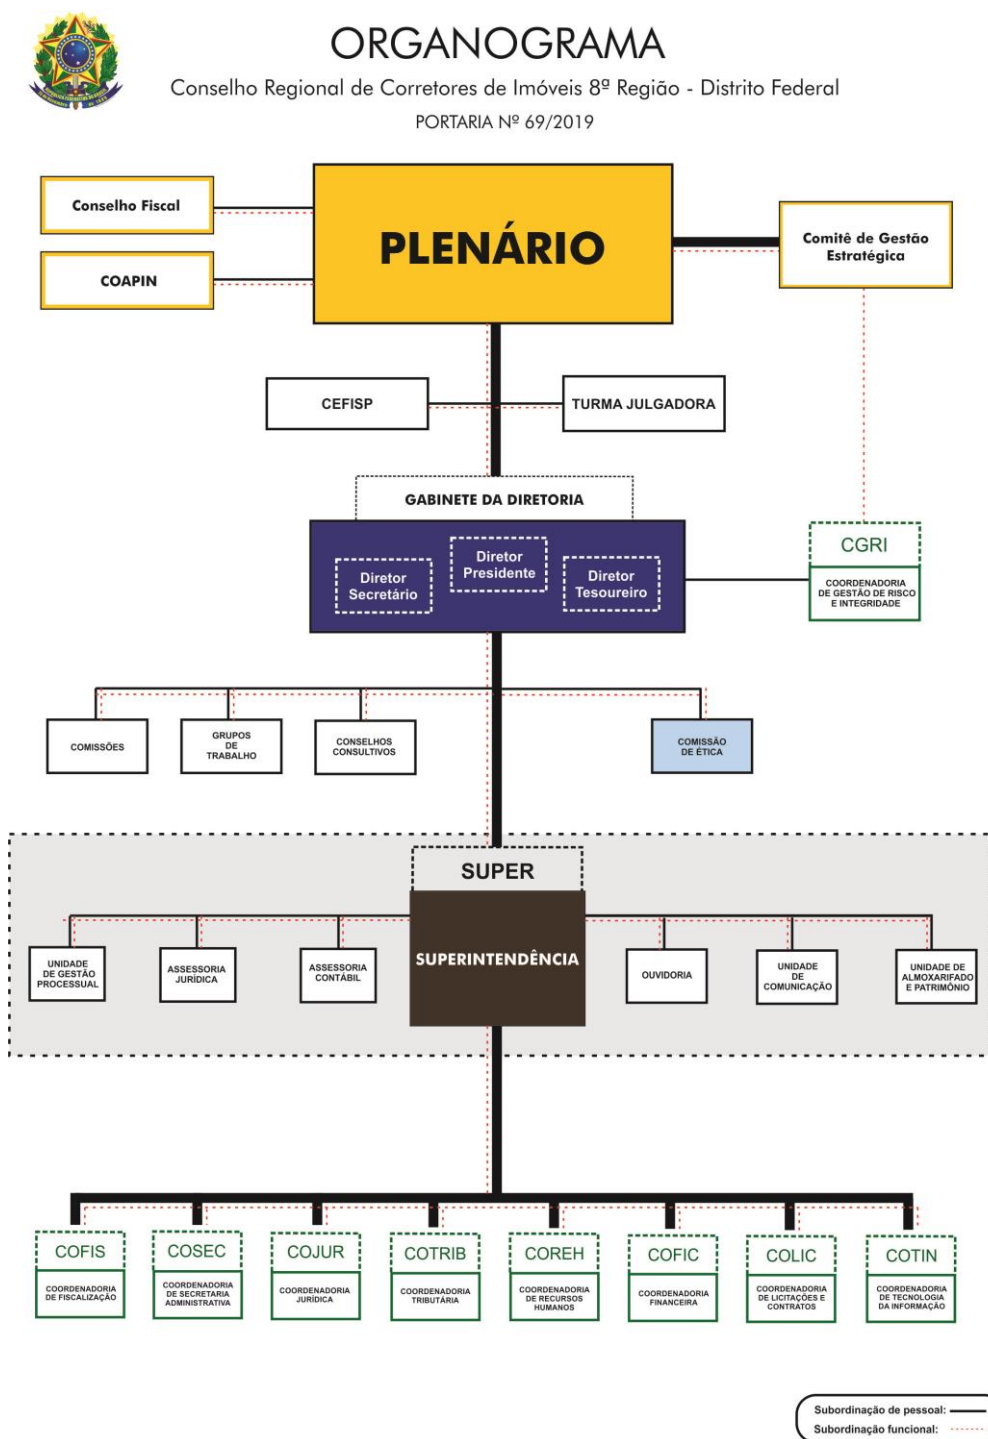 ORGANOGRAMA
Conselho Regional de Corretores de Imóveis 8ª Região - Distrito Federal
PORTARIA Nº 69/2019
Conselho Fiscal
COAPIN
PLENÁRIO
Comitê de Gestão
Estratégica
CEFISP
TURMA JULGADORA
GABINETE DA DIRETORIA
Diretor
Secretário
Diretor
Presidente
Diretor
Tesoureiro
CGRI
COORDENADORIA
DE GESTÃO DE RISCO
E INTEGRIDADE
COMISSÕES
GRUPOS
DE
TRABALHO
CONSELHOS
CONSULTIVOS
COMISSÃO
DE ÉTICA
SUPER
SUPERINTENDÊNCIA
UNIDADE
DE GESTÃO
PROCESSUAL
ASSESSORIA
JURÍDICA
ASSESSORIA
CONTÁBIL
OUVIDORIA
UNIDADE
DE
COMUNICAÇÃO
UNIDADE DE
ALMOXARIFADO
E PATRIMÔNIO
COFIS
COORDENADORIA
DE FISCALIZAÇÃO
COSEC
COORDENADORIA
DE SECRETARIA
ADMINISTRATIVA
COJUR
COORDENADORIA
JURÍDICA
COTRIB
COORDENADORIA
TRIBUTÁRIA
COREH
COORDENADORIA
DE RECURSOS
HUMANOS
COFIC
COORDENADORIA
FINANCEIRA
COLIC
COORDENADORIA
DE LICITAÇÕES E
CONTRATOS
COTIN
COORDENADORIA
DE TECNOLOGIA
DA INFORMAÇÃO
Subordinação de pessoal:
Subordinação funcional: